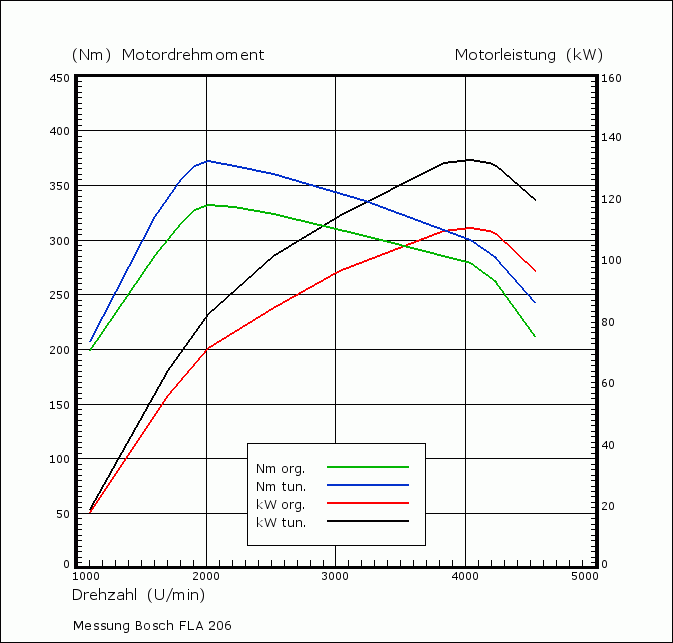 (Nm) Motordrehmoment Motorleistung (kW)
450 160
400 140
350 120
300 100
250 80
200 60
150 40
100 20
50
0 0
Nm org.
Nm tun.
kW org.
kW tun.
1000 2000 3000 4000 5000
Drehzahl (U/min)
Messung Bosch FLA 206